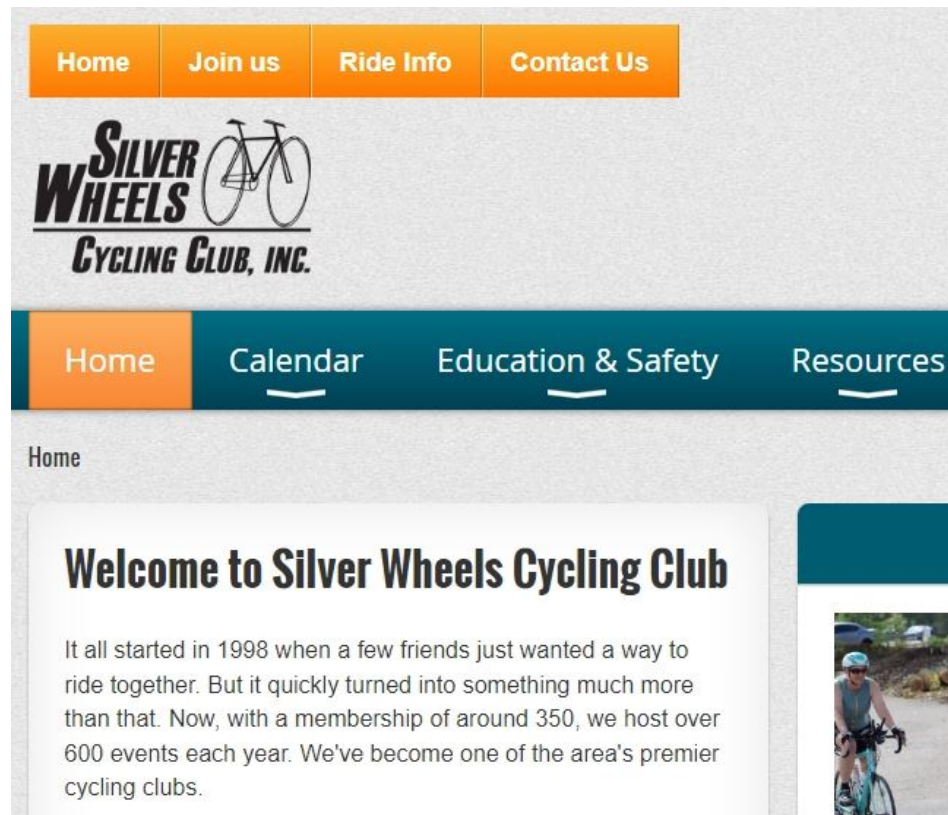 Home Join us Ride Info Contact Us
SILVER
WHEELS
CYCLING CLUB, INC.
Home Calendar Education & Safety Resources
Home
Welcome to Silver Wheels Cycling Club
It all started in 1998 when a few friends just wanted a way to
ride together. But it quickly turned into something much more
than that. Now, with a membership of around 350, we host over
600 events each year. We've become one of the area's premier
cycling clubs.